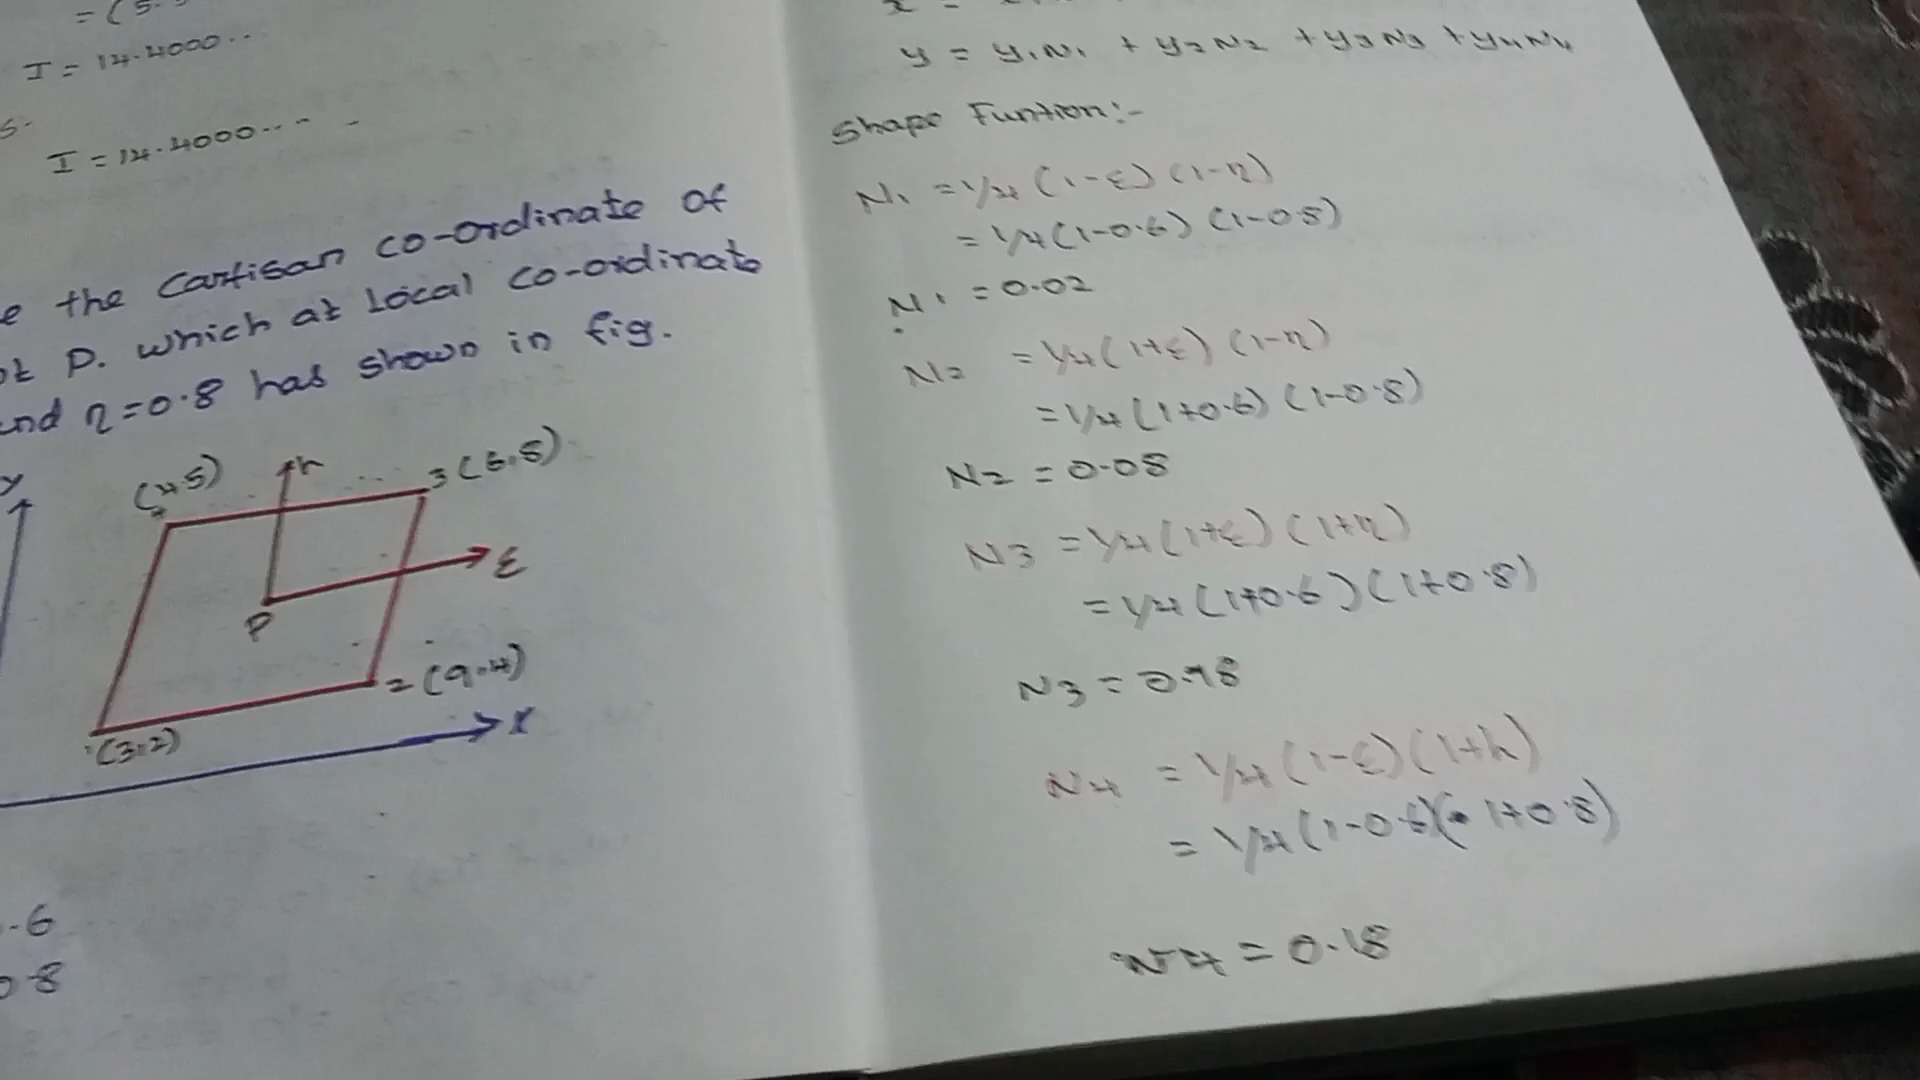 = (5.
I = 14.4000..
5.
I = 14.4000... -
the Cartisan co-ordinate of
P. which at Local co-ordinate
and η=0.8 has shown in fig.
y
(4,5)
4
η
3 (6,8)
ε
P
2 (9.4)
(3,2)
X
.6
0.8
y = y1N1 + y2N2 + y3N3 + y4N4
Shape Funtion:-
N1 = 1/4 (1-ε) (1-η)
= 1/4 (1-0.6) (1-0.8)
N1 = 0.02
N2 = 1/4 (1+ε) (1-η)
= 1/4 (1+0.6) (1-0.8)
N2 = 0.08
N3 = 1/4 (1+ε) (1+η)
= 1/4 (1+0.6) (1+0.8)
N3 =
N4 = 1/4 (1-ε) (1+η)
= 1/4 (1-0.6)(1+0.8)
N4 = 0.18